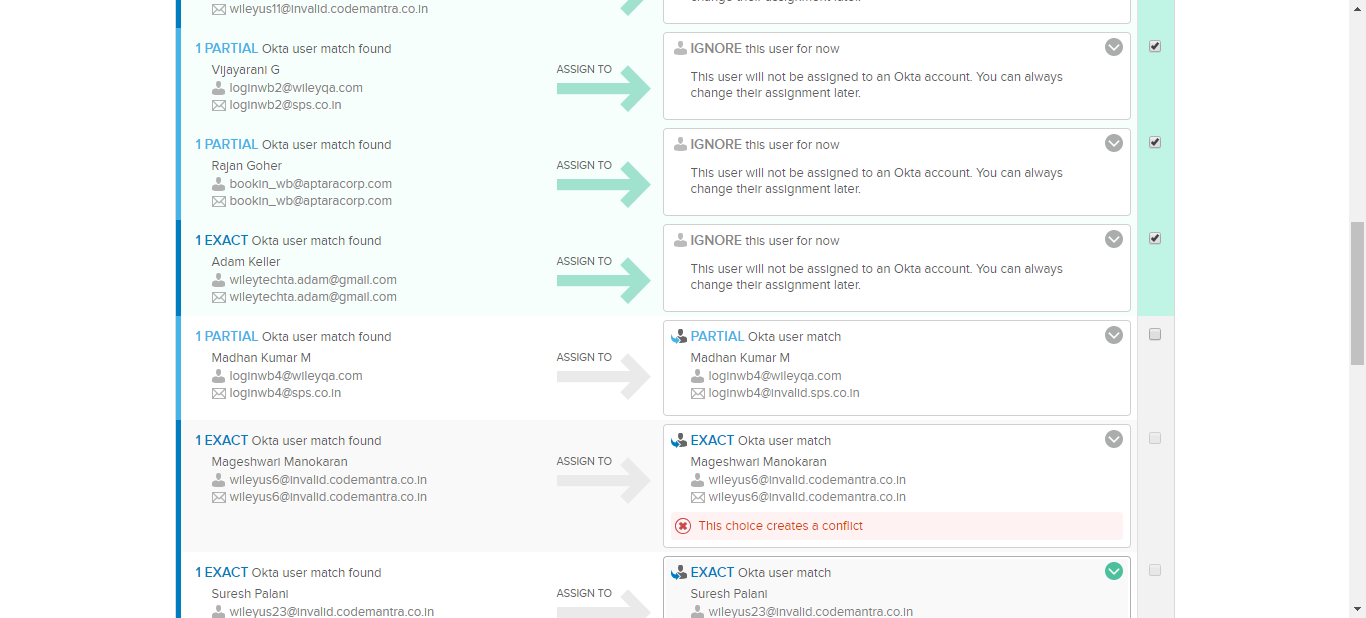 wileyus11@invalid.codemantra.co.in
1 PARTIAL Okta user match found
Vijayarani G
loginwb2@wileyqa.com
loginwb2@sps.co.in
ASSIGN TO
IGNORE this user for now
This user will not be assigned to an Okta account. You can always
change their assignment later.
1 PARTIAL Okta user match found
Rajan Goher
bookin_wb@aptaracorp.com
bookin_wb@aptaracorp.com
ASSIGN TO
IGNORE this user for now
This user will not be assigned to an Okta account. You can always
change their assignment later.
1 EXACT Okta user match found
Adam Keller
wileytechta.adam@gmail.com
wileytechta.adam@gmail.com
ASSIGN TO
IGNORE this user for now
This user will not be assigned to an Okta account. You can always
change their assignment later.
1 PARTIAL Okta user match found
Madhan Kumar M
loginwb4@wileyqa.com
loginwb4@sps.co.in
ASSIGN TO
PARTIAL Okta user match
Madhan Kumar M
loginwb4@wileyqa.com
loginwb4@invalid.sps.co.in
1 EXACT Okta user match found
Mageshwari Manokaran
wileyus6@invalid.codemantra.co.in
wileyus6@invalid.codemantra.co.in
ASSIGN TO
EXACT Okta user match
Mageshwari Manokaran
wileyus6@invalid.codemantra.co.in
wileyus6@invalid.codemantra.co.in
This choice creates a conflict
1 EXACT Okta user match found
Suresh Palani
wileyus23@invalid.codemantra.co.in
ASSIGN TO
EXACT Okta user match
Suresh Palani
wileyus23@invalid.codemantra.co.in